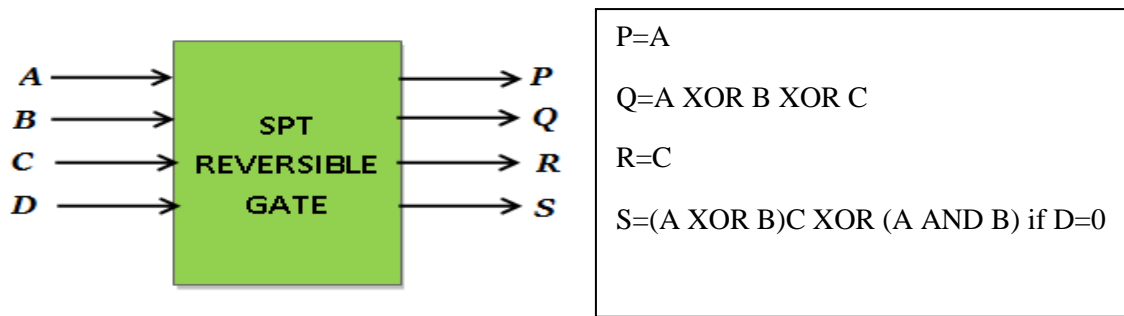 A
B
C
D
SPT
REVERSIBLE
GATE
P
Q
R
S
P=A
Q=A XOR B XOR C
R=C
S=(A XOR B)C XOR (A AND B) if D=0